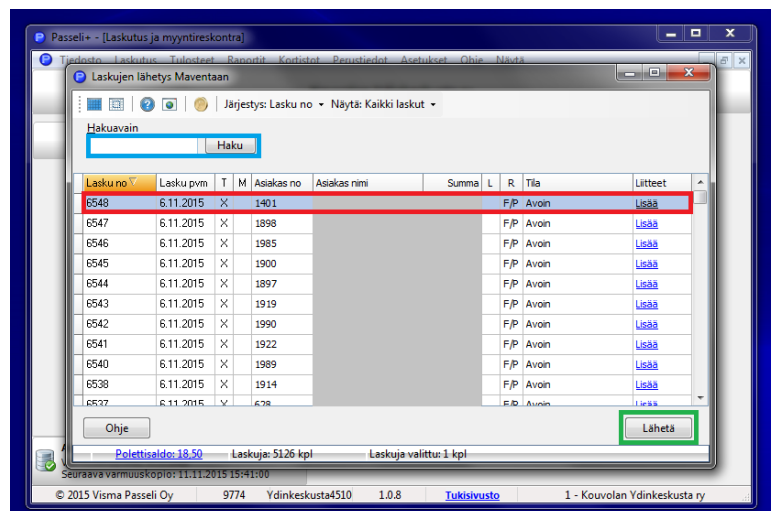 Passeli+ - [Laskutus ja myyntireskontra]
Tiedosto Laskutus Tulosteet Raportit Kortistot Perustiedot Asetukset Ohje Näytä
Laskujen lähetys Maventaan
Järjestys: Lasku no Näytä: Kaikki laskut
Hakuavain
Haku
Lasku no Lasku pvm T M Asiakas no Asiakas nimi Summa L R Tila Liitteet
6548 6.11.2015 X 1401 F/P Avoin Lisää
6547 6.11.2015 X 1898 F/P Avoin Lisää
6546 6.11.2015 X 1985 F/P Avoin Lisää
6545 6.11.2015 X 1900 F/P Avoin Lisää
6544 6.11.2015 X 1897 F/P Avoin Lisää
6543 6.11.2015 X 1919 F/P Avoin Lisää
6542 6.11.2015 X 1990 F/P Avoin Lisää
6541 6.11.2015 X 1922 F/P Avoin Lisää
6540 6.11.2015 X 1989 F/P Avoin Lisää
6538 6.11.2015 X 1914 F/P Avoin Lisää
6537 6.11.2015 X 628 F/P Avoin Lisää
Ohje Lähetä
Polettisaldo: 18,50 Laskuja: 5126 kpl Laskuja valittu: 1 kpl
Seuraava varmuuskopio: 11.11.2015 15:41:00
© 2015 Visma Passeli Oy 9774 Ydinkeskusta4510 1.0.8 Tukisivusto 1 - Kouvolan Ydinkeskusta ry